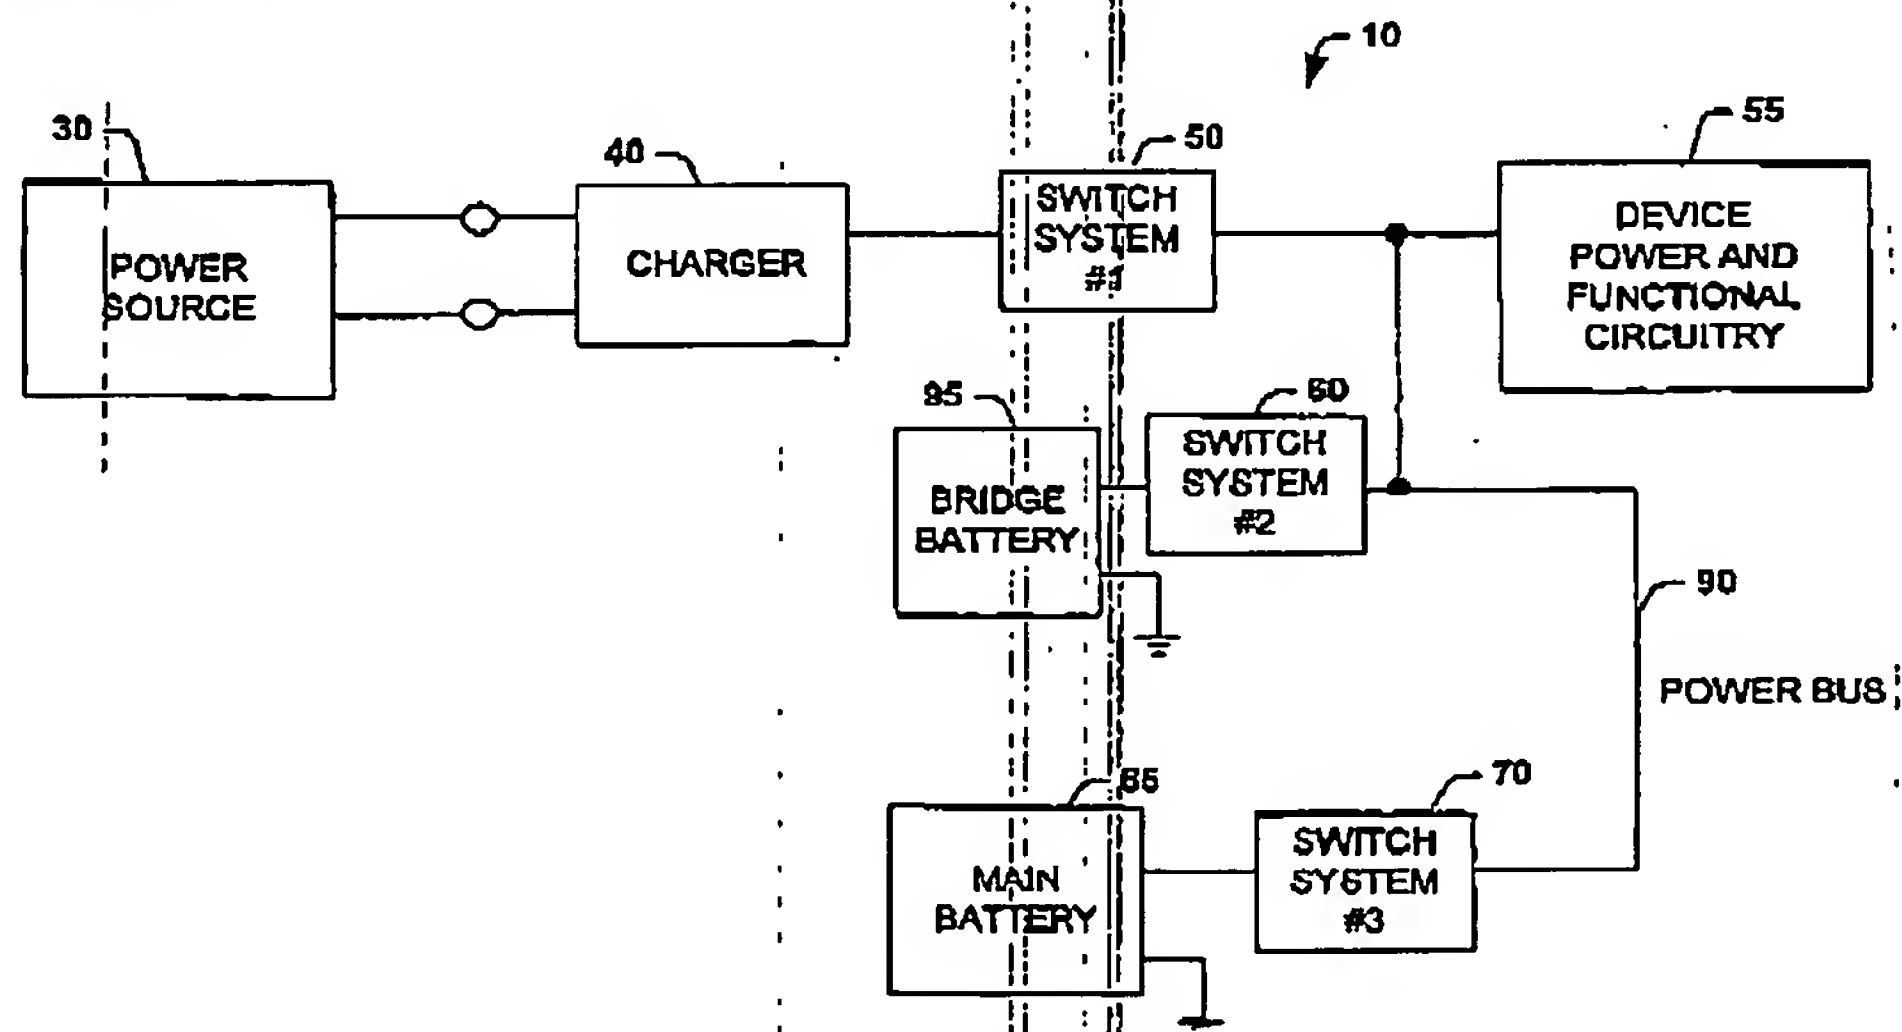 10
30
40
50
55
POWER
SOURCE
CHARGER
SWITCH
SYSTEM
#1
DEVICE
POWER AND
FUNCTIONAL
CIRCUITRY
95
60
BRIDGE
BATTERY
SWITCH
SYSTEM
#2
90
POWER BUS
65
70
MAIN
BATTERY
SWITCH
SYSTEM
#3